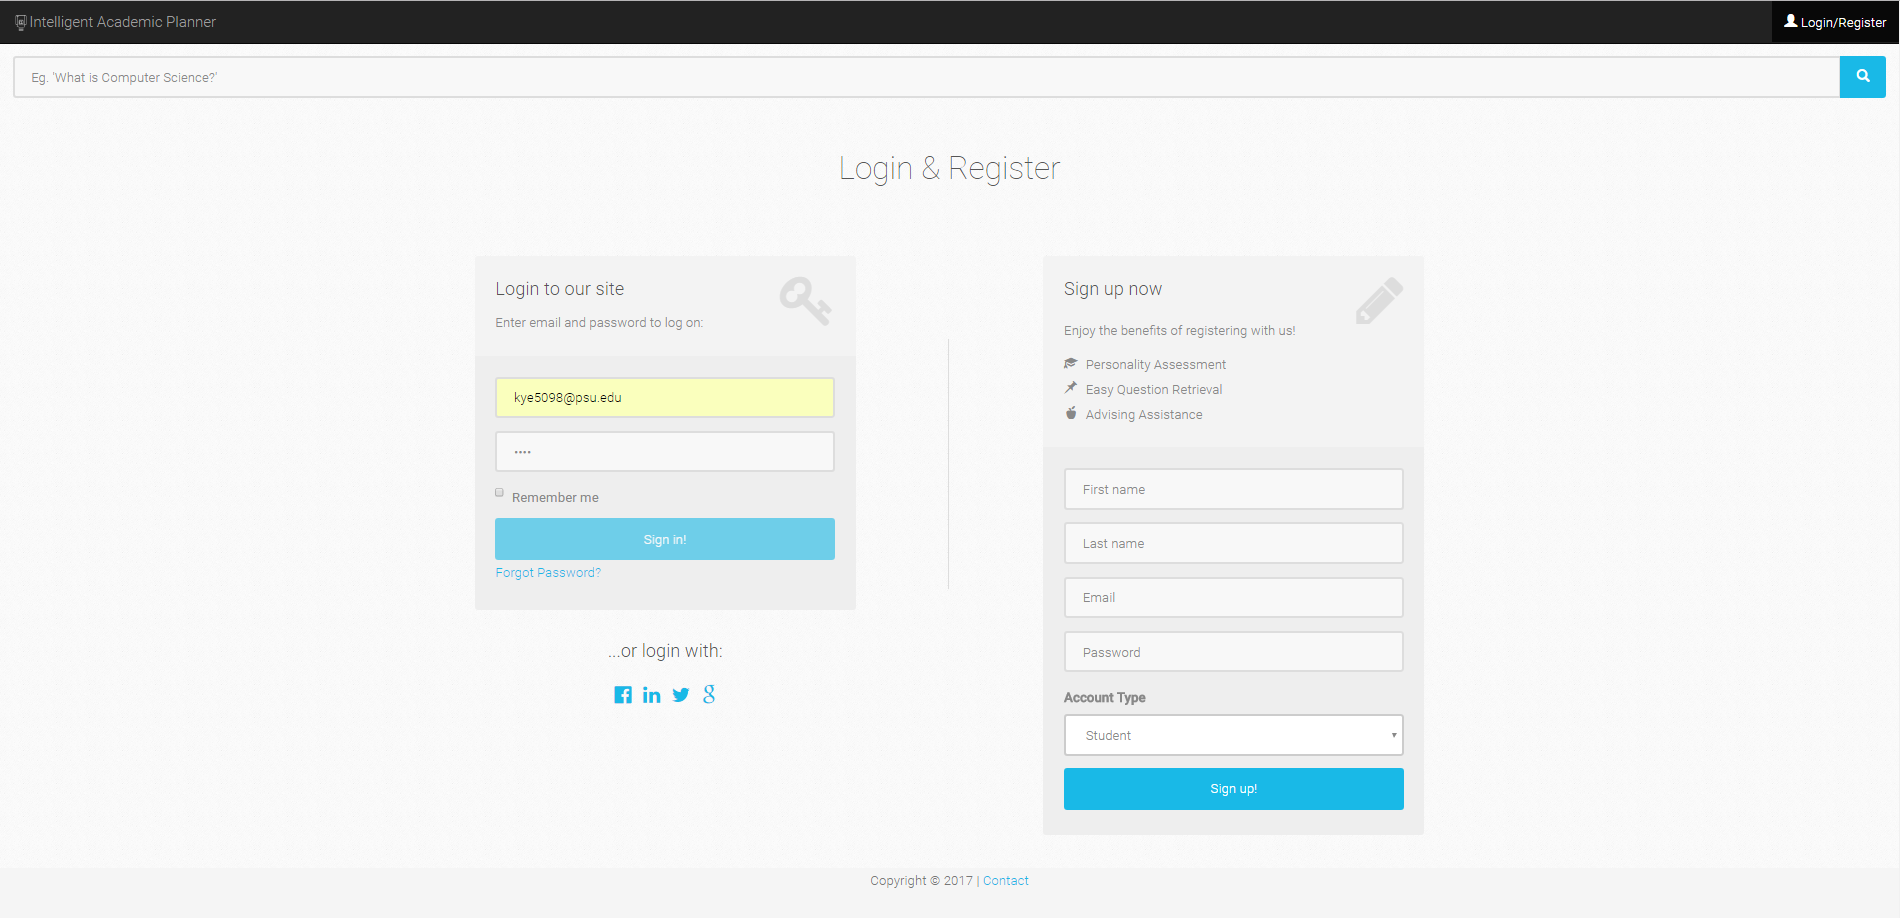 Intelligent Academic Planner
Login/Register
Eg. 'What is Computer Science?'
Login & Register
Login to our site
Enter email and password to log on:
kye5098@psu.edu
••••
Remember me
Sign in!
Forgot Password?
...or login with:
Sign up now
Enjoy the benefits of registering with us!
Personality Assessment
Easy Question Retrieval
Advising Assistance
First name
Last name
Email
Password
Account Type
Student
Sign up!
Copyright © 2017 | Contact